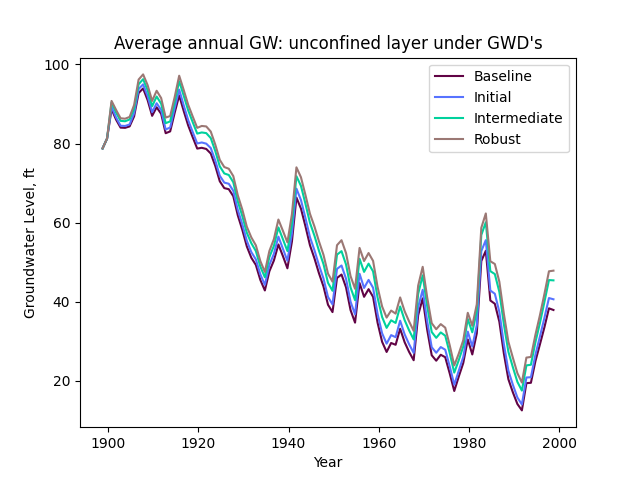 Average annual GW: unconfined layer under GWD's
Baseline
Initial
Intermediate
Robust
100
80
60
40
20
Groundwater Level, ft
1900 1920 1940 1960 1980 2000
Year